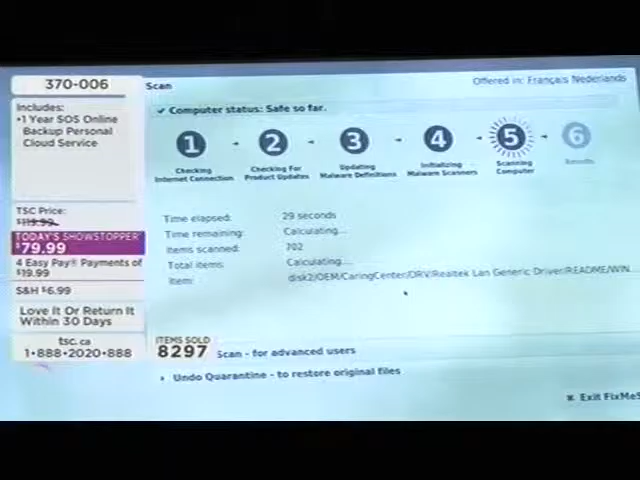 370-006
Includes:
•1 Year SOS Online
Backup Personal
Cloud Service
TSC Price:
$119.99
TODAY'S SHOWSTOPPER
$79.99
4 Easy Pay® Payments of
$19.99
S&H $6.99
Love It Or Return It
Within 30 Days
tsc.ca
1•888•2020•888
Scan
Offered in: Français Nederlands
✔ Computer status: Safe so far.
1
2
3
4
5
6
Checking
Internet Connection
Checking For
Product Updates
Updating
Malware Definitions
Initializing
Malware Scanners
Scanning
Computer
Results
Time elapsed: 29 seconds
Time remaining: Calculating...
Items scanned: 702
Total items: Calculating...
Item: disk2/OEM/CaringCenter/DRV/Realtek Lan Generic Driver/README/WIN
ITEMS SOLD
8297
Scan - for advanced users
Undo Quarantine - to restore original files
✖ Exit FixMeS